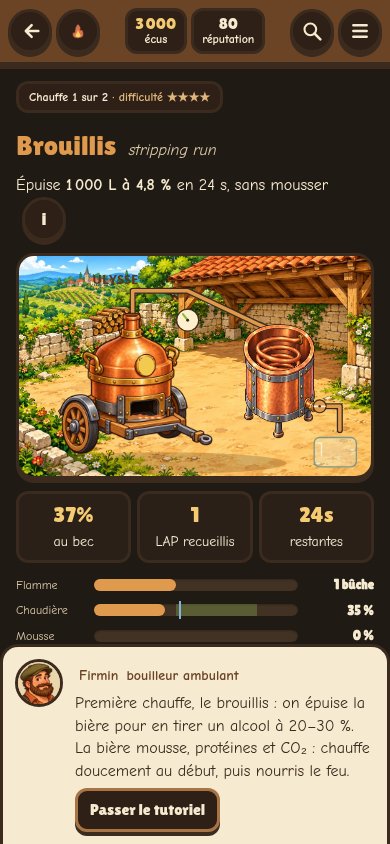 3 000
écus
80
réputation
Chauffe 1 sur 2 · difficulté ★★★★
Brouillis stripping run
Épuise 1 000 L à 4,8 % en 24 s, sans mousser
i
ULYSSE
37%
au bec
1
LAP recueillis
24s
restantes
Flamme 1 bûche
Chaudière 35 %
Mousse 0 %
Firmin bouilleur ambulant
Première chauffe, le brouillis : on épuise la
bière pour en tirer un alcool à 20–30 %.
La bière mousse, protéines et CO₂ : chauffe
doucement au début, puis nourris le feu.
Passer le tutoriel